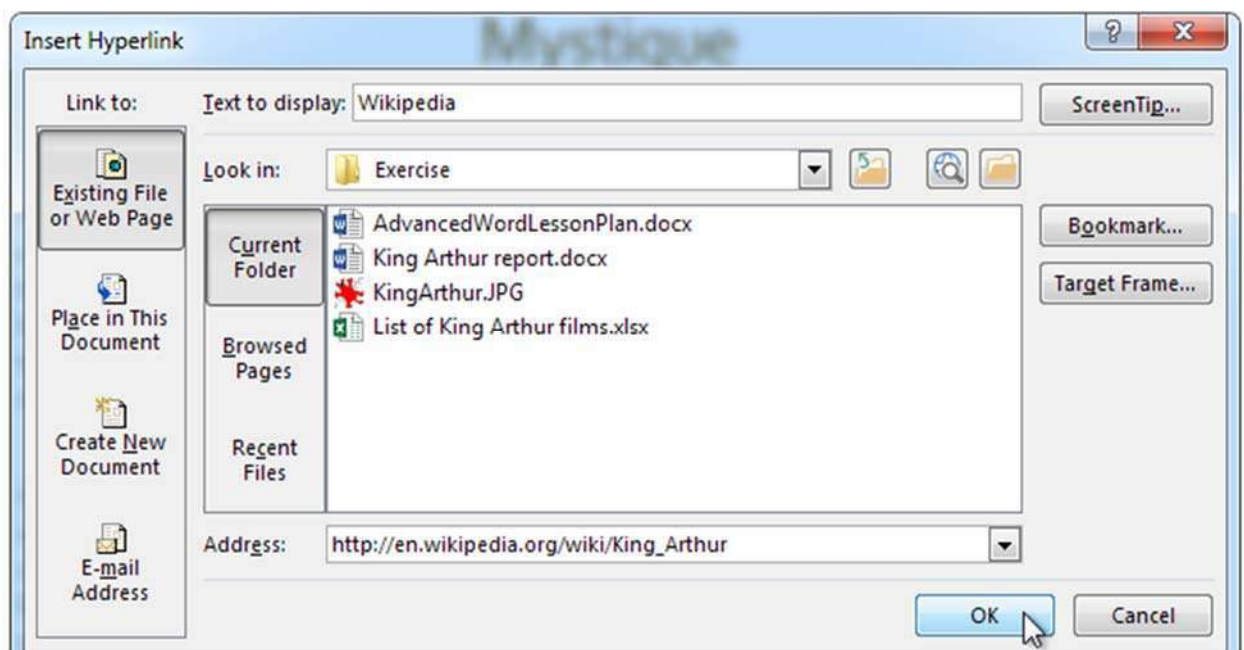 Mystique
Insert Hyperlink
?
X
Link to:
Text to display: Wikipedia
ScreenTip...
Existing File
or Web Page
Place in This
Document
Create New
Document
E-mail
Address
Look in: Exercise
Current
Folder
Browsed
Pages
Recent
Files
AdvancedWordLessonPlan.docx
King Arthur report.docx
KingArthur.JPG
List of King Arthur films.xlsx
Bookmark...
Target Frame...
Address: http://en.wikipedia.org/wiki/King_Arthur
OK
Cancel